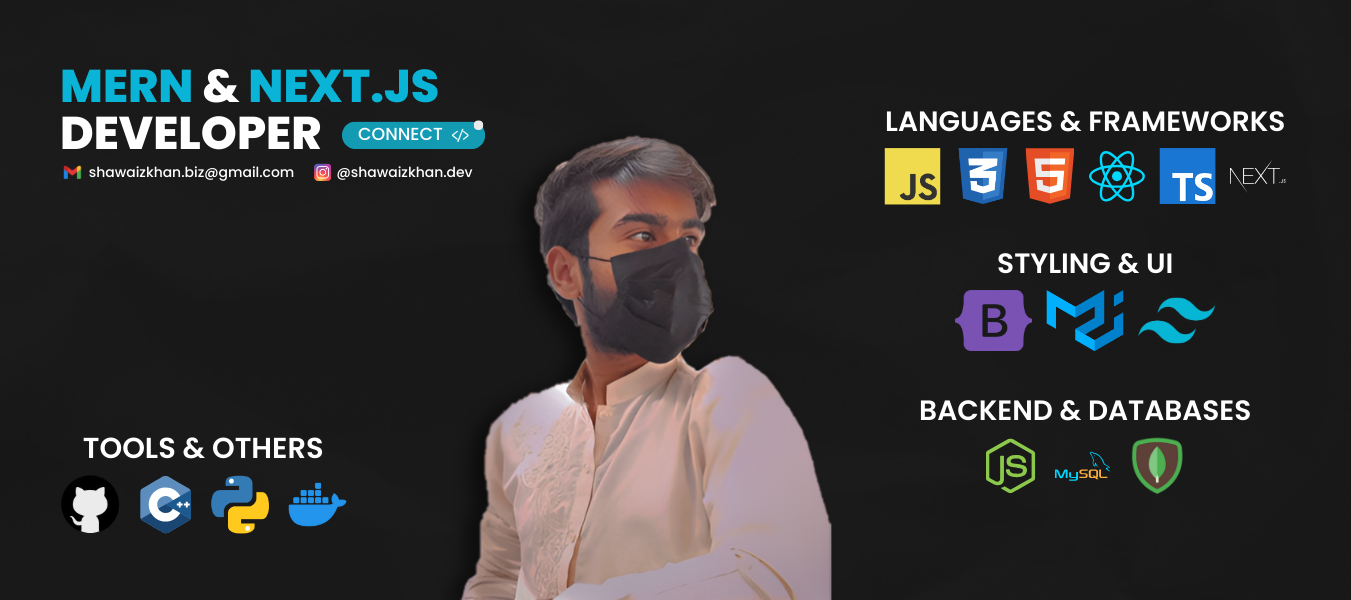 MERN & NEXT.JS
DEVELOPER
CONNECT </>
shawaizkhan.biz@gmail.com
@shawaizkhan.dev
TOOLS & OTHERS
C++
LANGUAGES & FRAMEWORKS
JS 3 5 TS NEXT.JS
STYLING & UI
B
BACKEND & DATABASES
JS MySQL